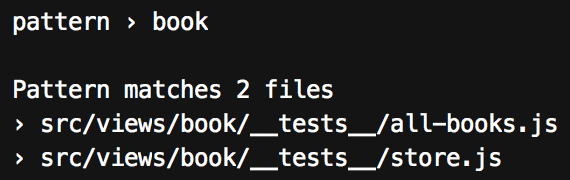 pattern › book
Pattern matches 2 files
› src/views/book/__tests__/all-books.js
› src/views/book/__tests__/store.js